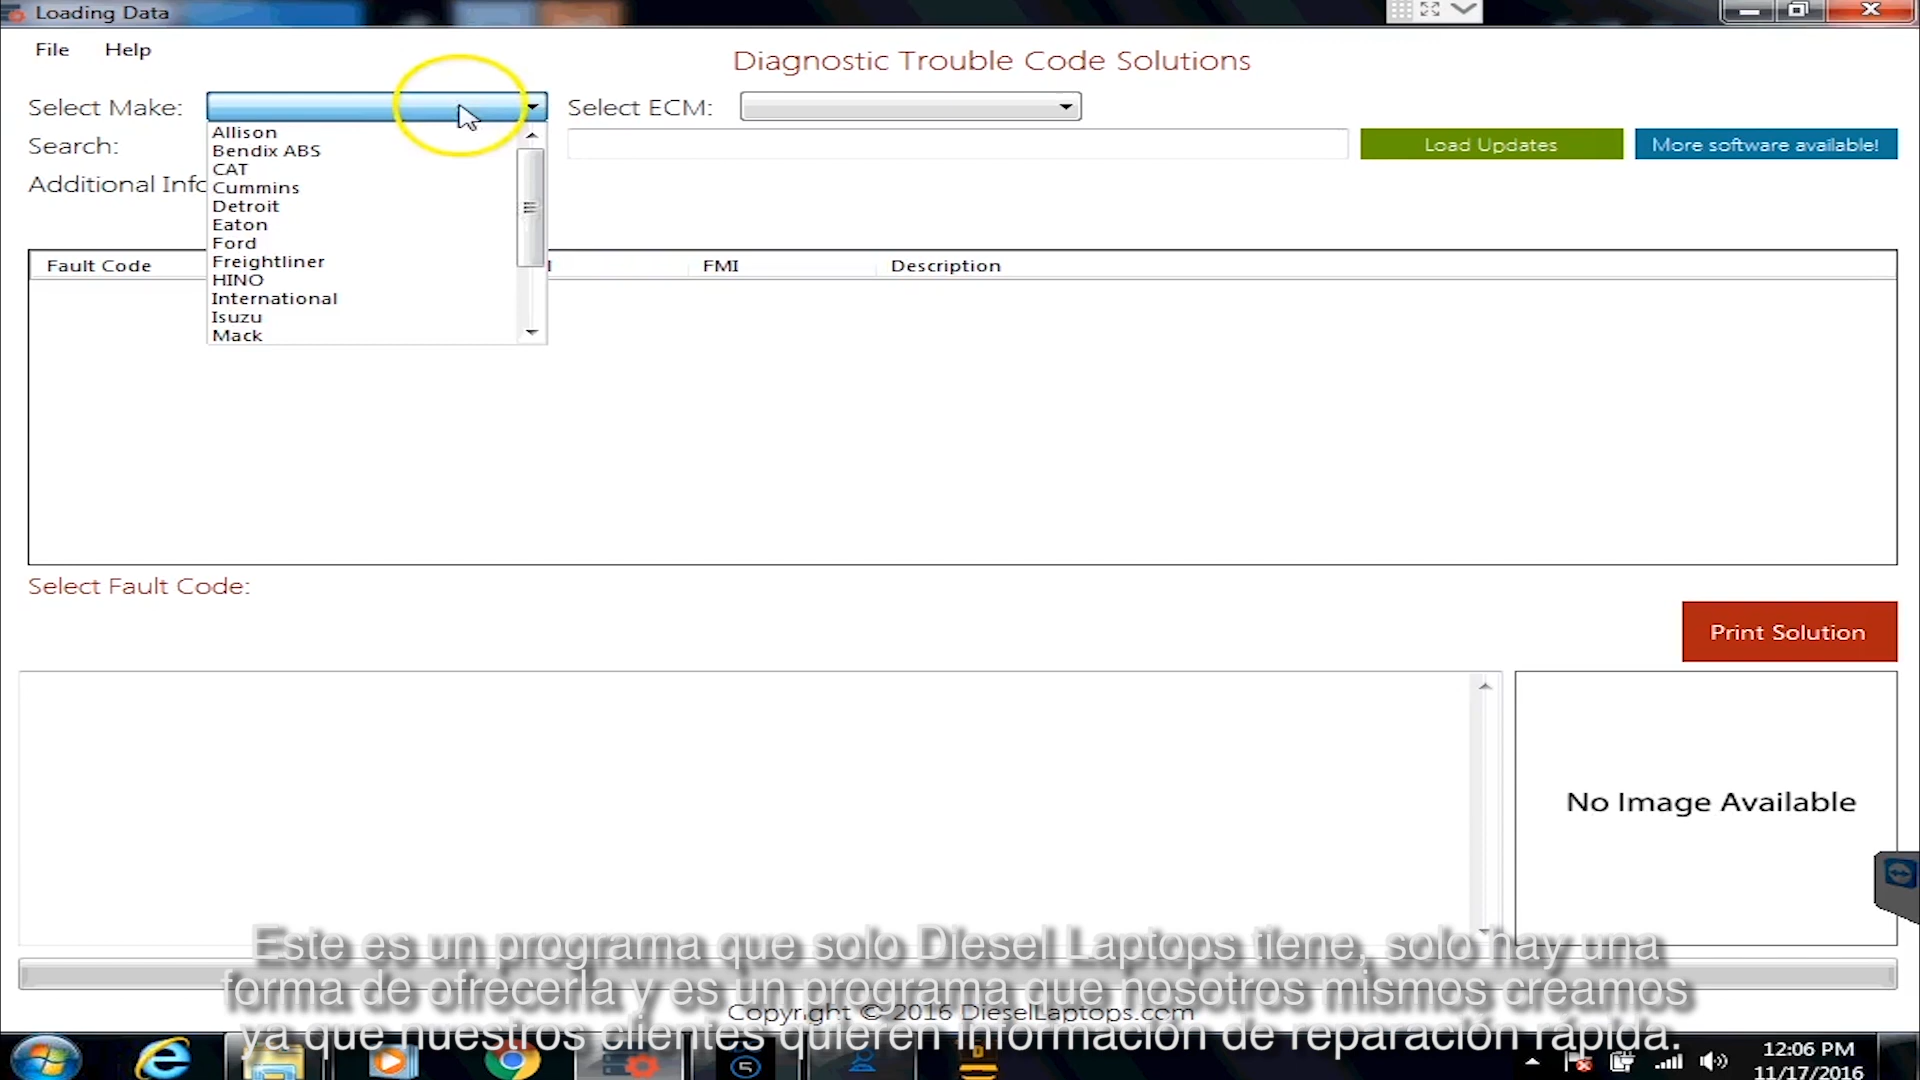 Loading Data
File Help
Diagnostic Trouble Code Solutions
Select Make: Select ECM:
Allison
Search: Load Updates More software available!
Bendix ABS
CAT
Additional Info
Cummins
Detroit
Eaton
Ford
Freightliner
Fault Code FMI Description
HINO
International
Isuzu
Mack
Select Fault Code:
Print Solution
No Image Available
Este es un programa que solo Diesel Laptops tiene, solo hay una
forma de ofrecerla y es un programa que nosotros mismos creamos
Copyright © 2016 DieselLaptops.com
ya que nuestros clientes quieren información de reparación rápida.
12:06 PM
11/17/2016